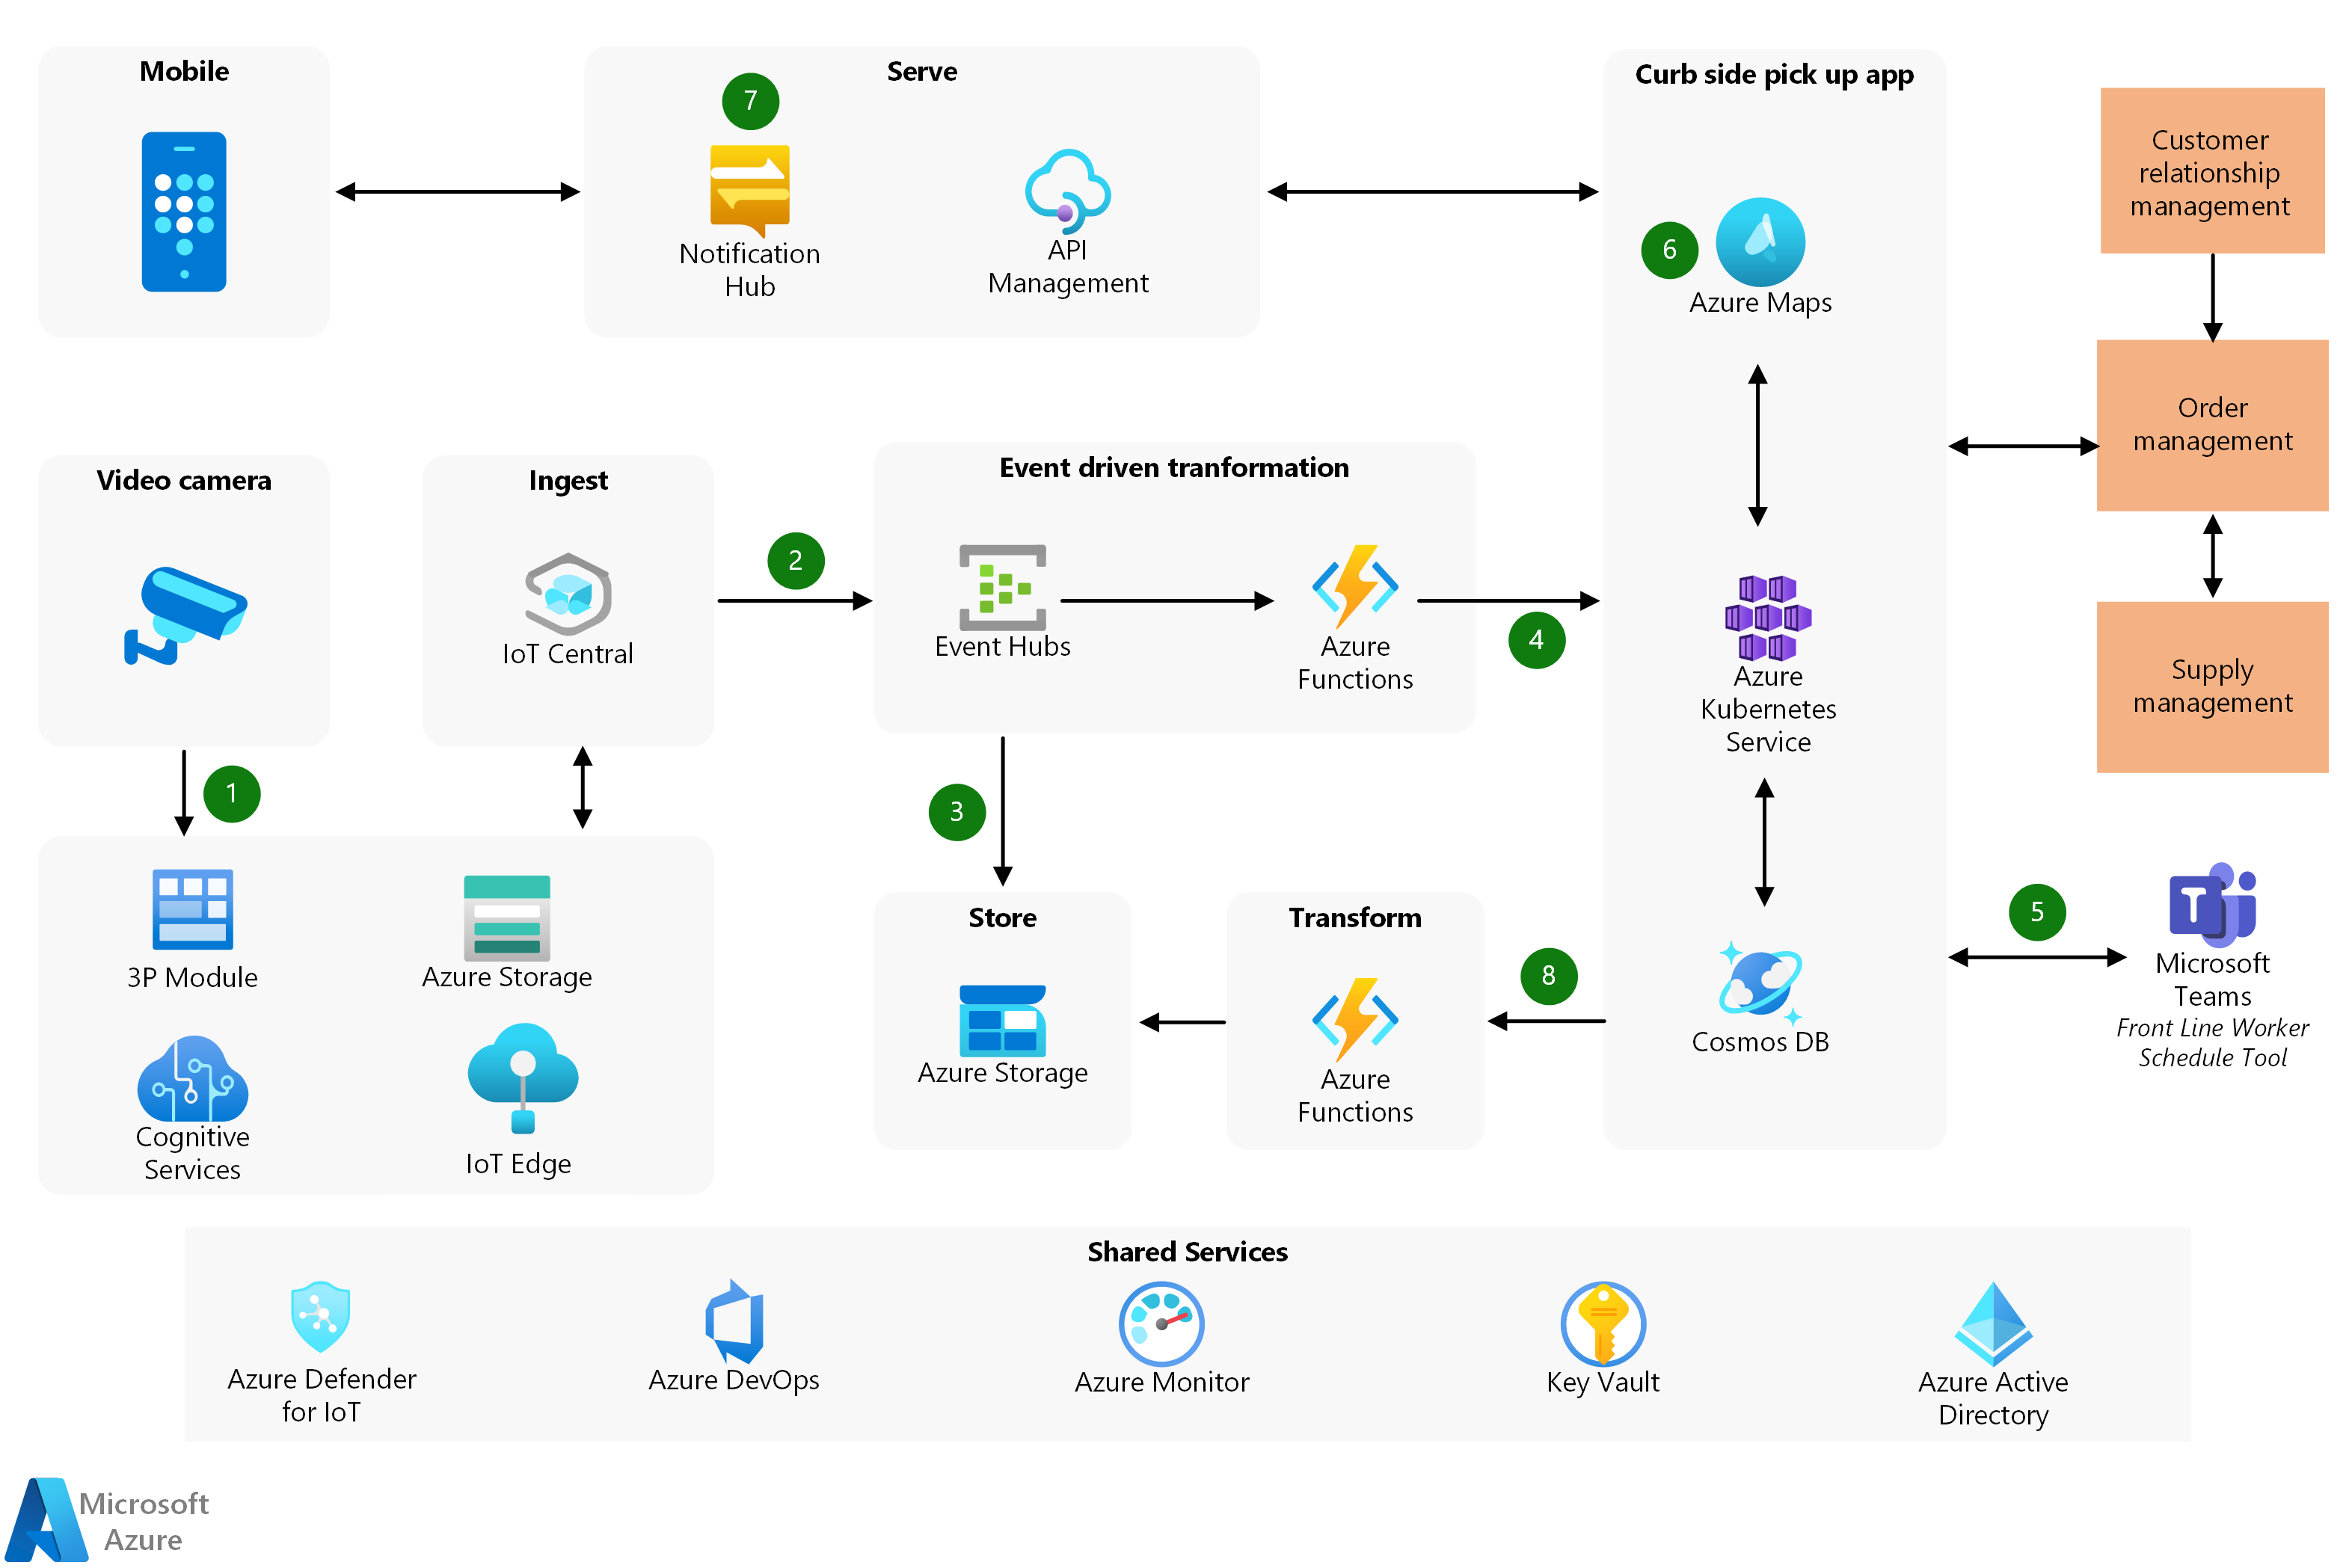 Mobile
Serve
7
Notification
Hub
API
Management
Curb side pick up app
6
Azure Maps
Customer
relationship
management
Order
management
Supply
management
Video camera
Ingest
IoT Central
2
Event driven tranformation
Event Hubs
Azure
Functions
4
Azure
Kubernetes
Service
1
3
3P Module
Azure Storage
Cognitive
Services
IoT Edge
Store
Azure Storage
Transform
Azure
Functions
8
Cosmos DB
5
Microsoft
Teams
Front Line Worker
Schedule Tool
Shared Services
Azure Defender
for IoT
Azure DevOps
Azure Monitor
Key Vault
Azure Active
Directory
Microsoft
Azure